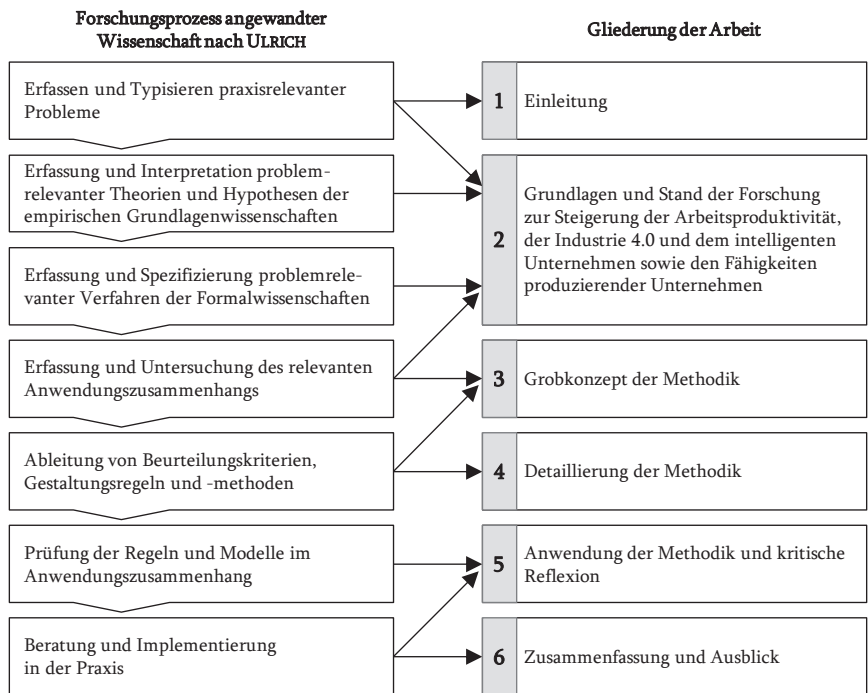 Forschungsprozess angewandter
Wissenschaft nach ULRICH
Erfassen und Typisieren praxisrelevanter
Probleme
Erfassung und Interpretation problem-
relevanter Theorien und Hypothesen der
empirischen Grundlagenwissenschaften
Erfassung und Spezifizierung problemrele-
vanter Verfahren der Formalwissenschaften
Erfassung und Untersuchung des relevanten
Anwendungszusammenhangs
Ableitung von Beurteilungskriterien,
Gestaltungsregeln und -methoden
Prüfung der Regeln und Modelle im
Anwendungszusammenhang
Beratung und Implementierung
in der Praxis
Gliederung der Arbeit
1 Einleitung
2
Grundlagen und Stand der Forschung
zur Steigerung der Arbeitsproduktivität,
der Industrie 4.0 und dem intelligenten
Unternehmen sowie den Fähigkeiten
produzierender Unternehmen
3 Grobkonzept der Methodik
4 Detaillierung der Methodik
5
Anwendung der Methodik und kritische
Reflexion
6 Zusammenfassung und Ausblick